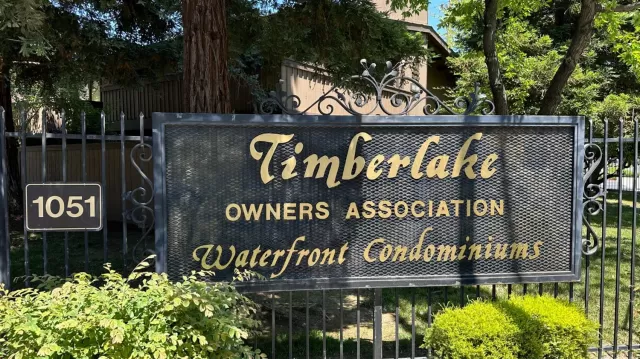 1051
Timberlake
OWNERS ASSOCIATION
Waterfront Condominiums